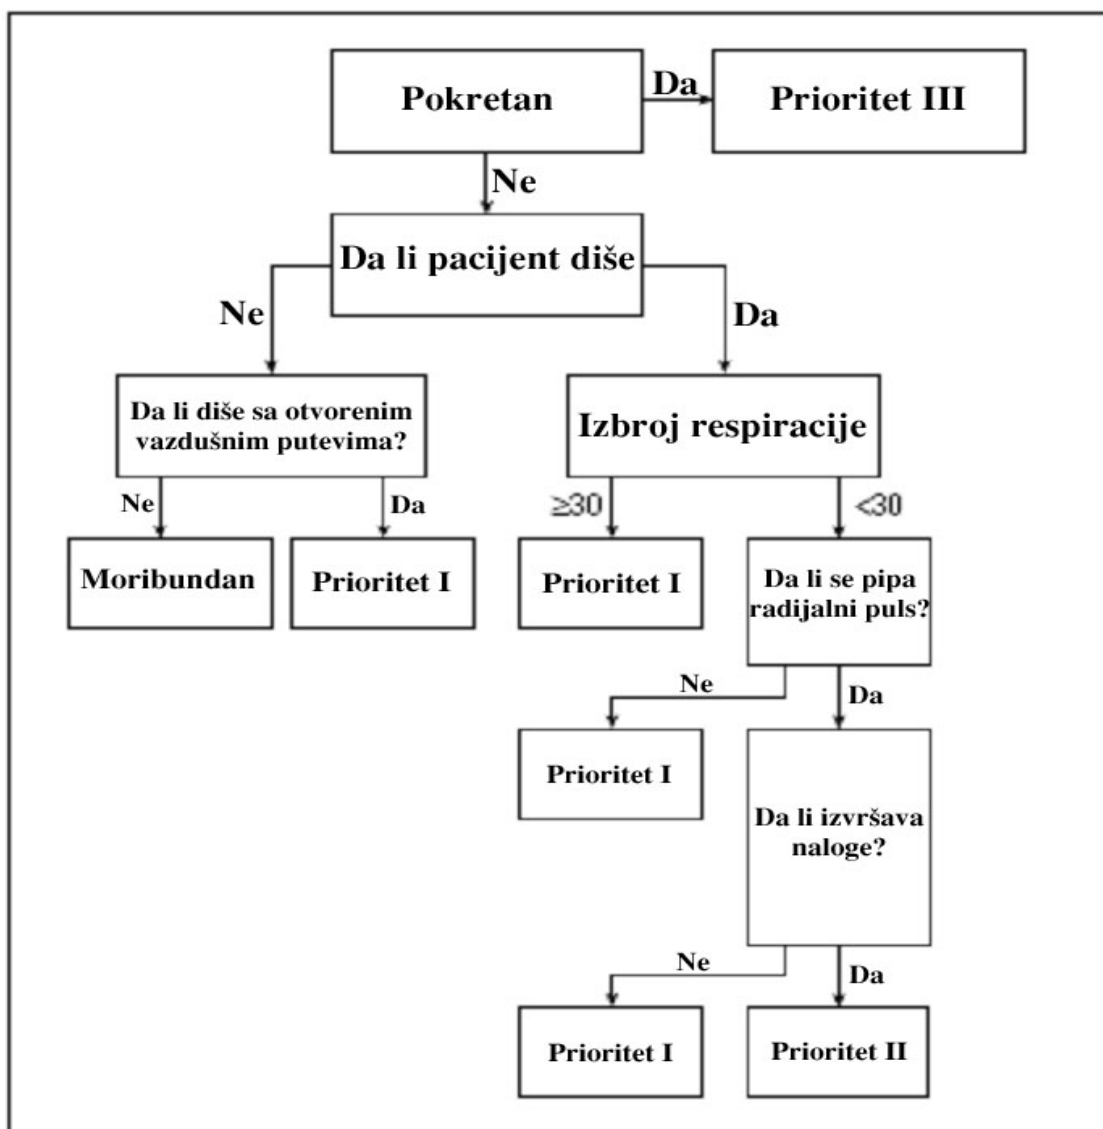 Pokretan
Da
Prioritet III
Ne
Da li pacijent diše
Ne
Da
Da li diše sa otvorenim
vazdušnim putevima?
Izbroj respiracije
Ne
Da
≥30
<30
Moribundan
Prioritet I
Prioritet I
Da li se pipa
radijalni puls?
Ne
Da
Prioritet I
Da li izvršava
naloge?
Ne
Da
Prioritet I
Prioritet II